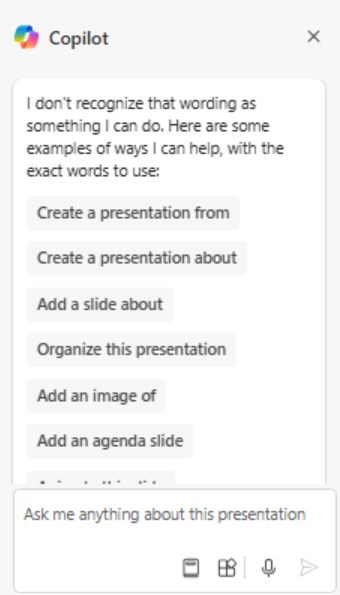 Copilot
I don't recognize that wording as
something I can do. Here are some
examples of ways I can help, with the
exact words to use:
Create a presentation from
Create a presentation about
Add a slide about
Organize this presentation
Add an image of
Add an agenda slide
Ask me anything about this presentation